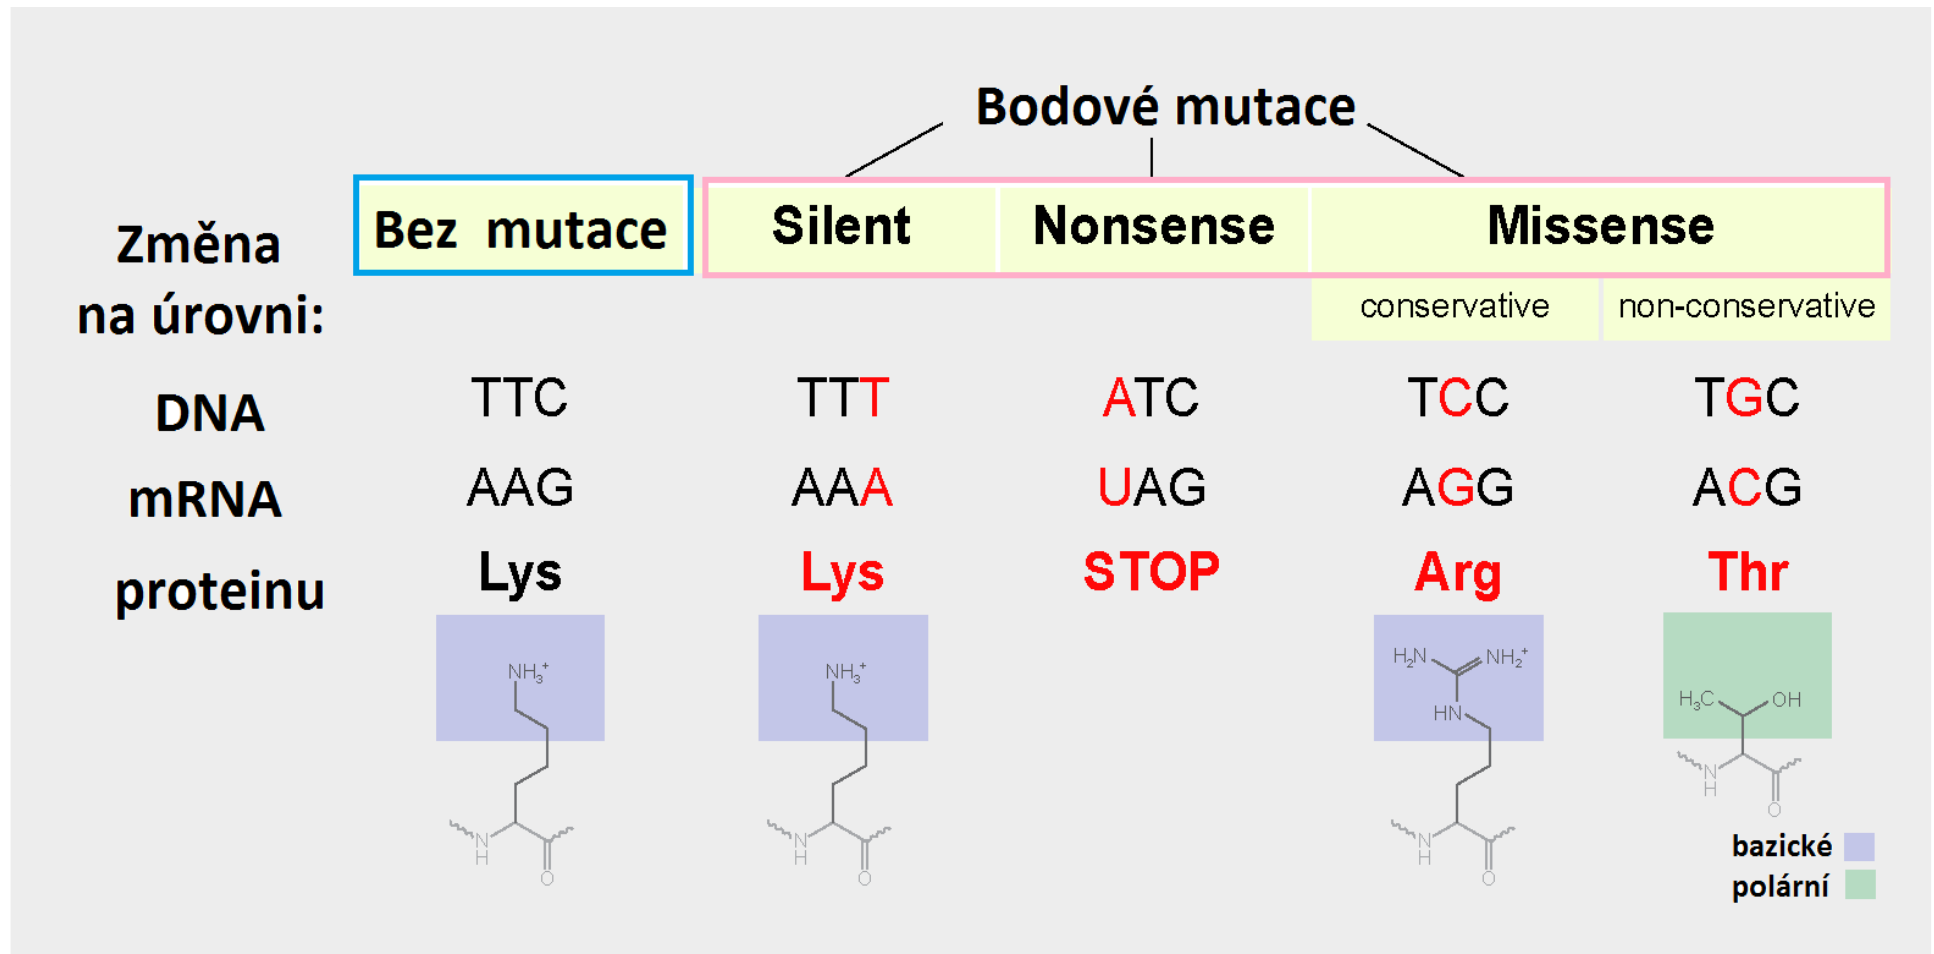 Bodové mutace
Změna
na úrovni:
Bez mutace Silent Nonsense Missense
conservative non-conservative
DNA TTC TTT ATC TCC TGC
mRNA AAG AAA UAG AGG ACG
proteinu Lys Lys STOP Arg Thr
NH₃⁺ NH₃⁺ H₂N NH₂⁺ H₃C OH
HN
N
H
O
N
H
O
N
H
O
N
H
O
bazické
polární